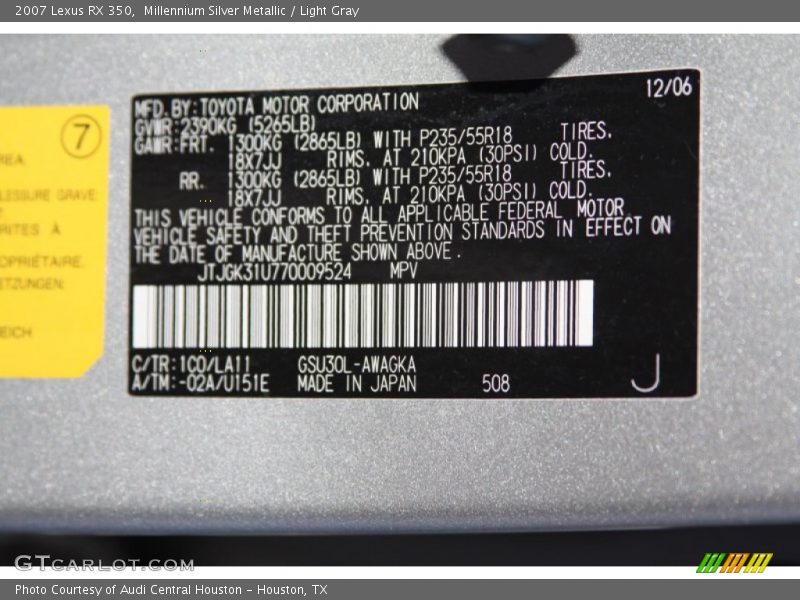 2007 Lexus RX 350,  Millennium Silver Metallic / Light Gray
12/06
MFD. BY: TOYOTA MOTOR CORPORATION
GVWR: 2390KG (5265LB)
GAWR: FRT. 1300KG (2865LB) WITH P235/55R18 TIRES.
18X7JJ RIMS. AT 210KPA (30PSI) COLD.
RR. 1300KG (2865LB) WITH P235/55R18 TIRES.
18X7JJ RIMS. AT 210KPA (30PSI) COLD.
THIS VEHICLE CONFORMS TO ALL APPLICABLE FEDERAL MOTOR
VEHICLE SAFETY AND THEFT PREVENTION STANDARDS IN EFFECT ON
THE DATE OF MANUFACTURE SHOWN ABOVE.
JTJGK31U770009524 MPV
C/TR: 1C0/LA11 GSU30L-AWAGKA
A/TM: -02A/U151E MADE IN JAPAN 508 J
7
GRAVE
À
OPRIÉTAIRE.
GTCARLOT.COM
Photo Courtesy of Audi Central Houston - Houston, TX